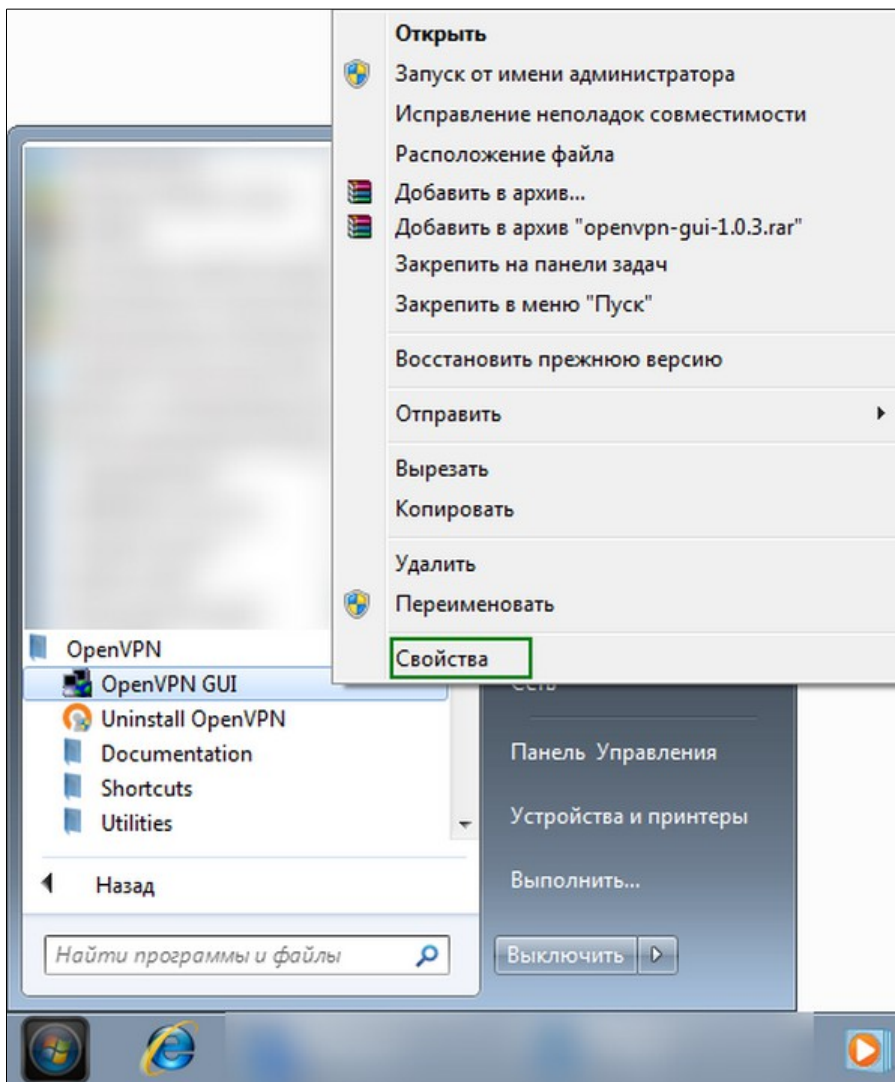 Открыть
Запуск от имени администратора
Исправление неполадок совместимости
Расположение файла
Добавить в архив...
Добавить в архив "openvpn-gui-1.0.3.rar"
Закрепить на панели задач
Закрепить в меню "Пуск"
Восстановить прежнюю версию
Отправить
Вырезать
Копировать
Удалить
Переименовать
Свойства
OpenVPN
OpenVPN GUI
Uninstall OpenVPN
Documentation
Shortcuts
Utilities
Назад
Найти программы и файлы
Панель Управления
Устройства и принтеры
Выполнить...
Выключить